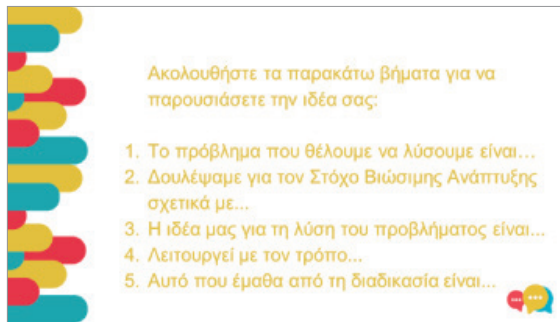 Ακολουθήστε τα παρακάτω βήματα για να
παρουσιάσετε την ιδέα σας:
1. Το πρόβλημα που θέλουμε να λύσουμε είναι...
2. Δουλέψαμε για τον Στόχο Βιώσιμης Ανάπτυξης
σχετικά με...
3. Η ιδέα μας για τη λύση του προβλήματος είναι...
4. Λειτουργεί με τον τρόπο...
5. Αυτό που έμαθα από τη διαδικασία είναι...